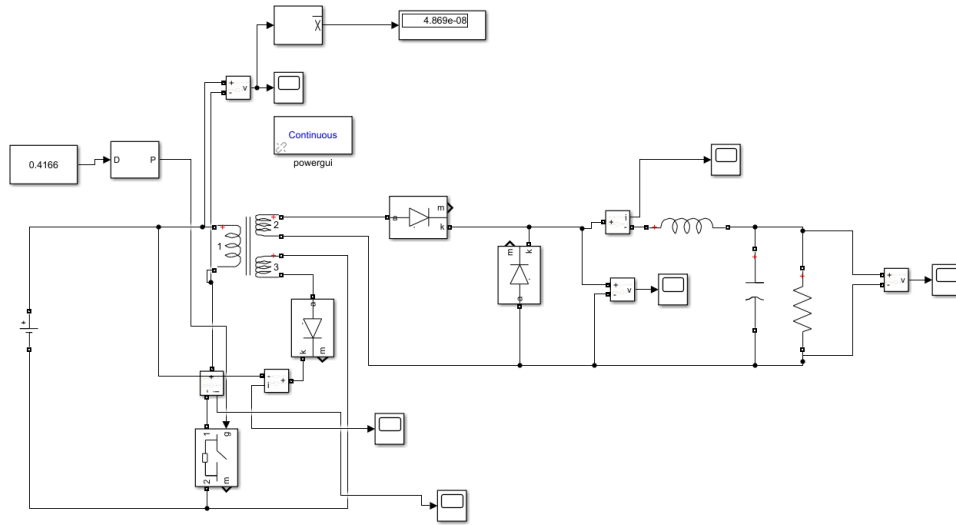 x
4.869e-08
+
-
v
Continuous
powergui
0.4166
D
P
m
a
k
i
+
-
1
2
3
k
m
a
+
-
v
+
-
v
+
a
k
m
-
i
+
+
-
i
1
g
2
m